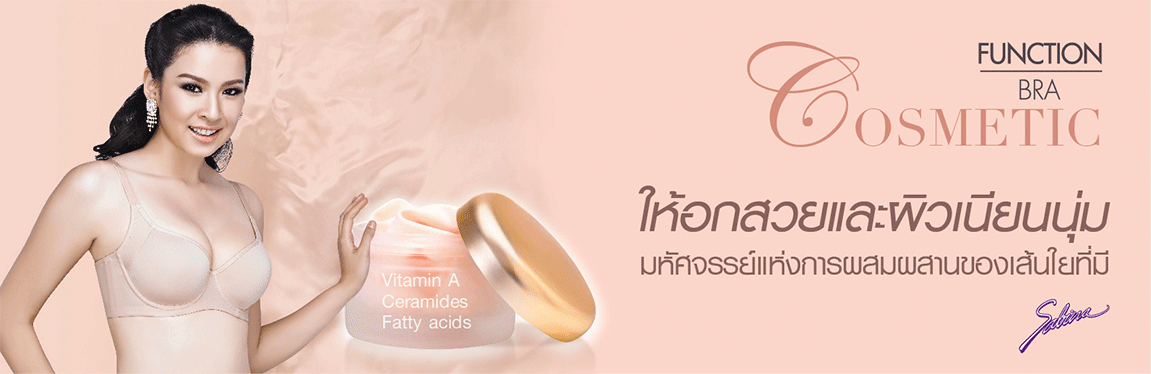 FUNCTION
BRA
COSMETIC
ให้อกสวยและผิวเนียนนุ่ม
มหัศจรรย์แห่งการผสมผสานของเส้นใยที่มี
Vitamin A
Ceramides
Fatty acids
Sabina